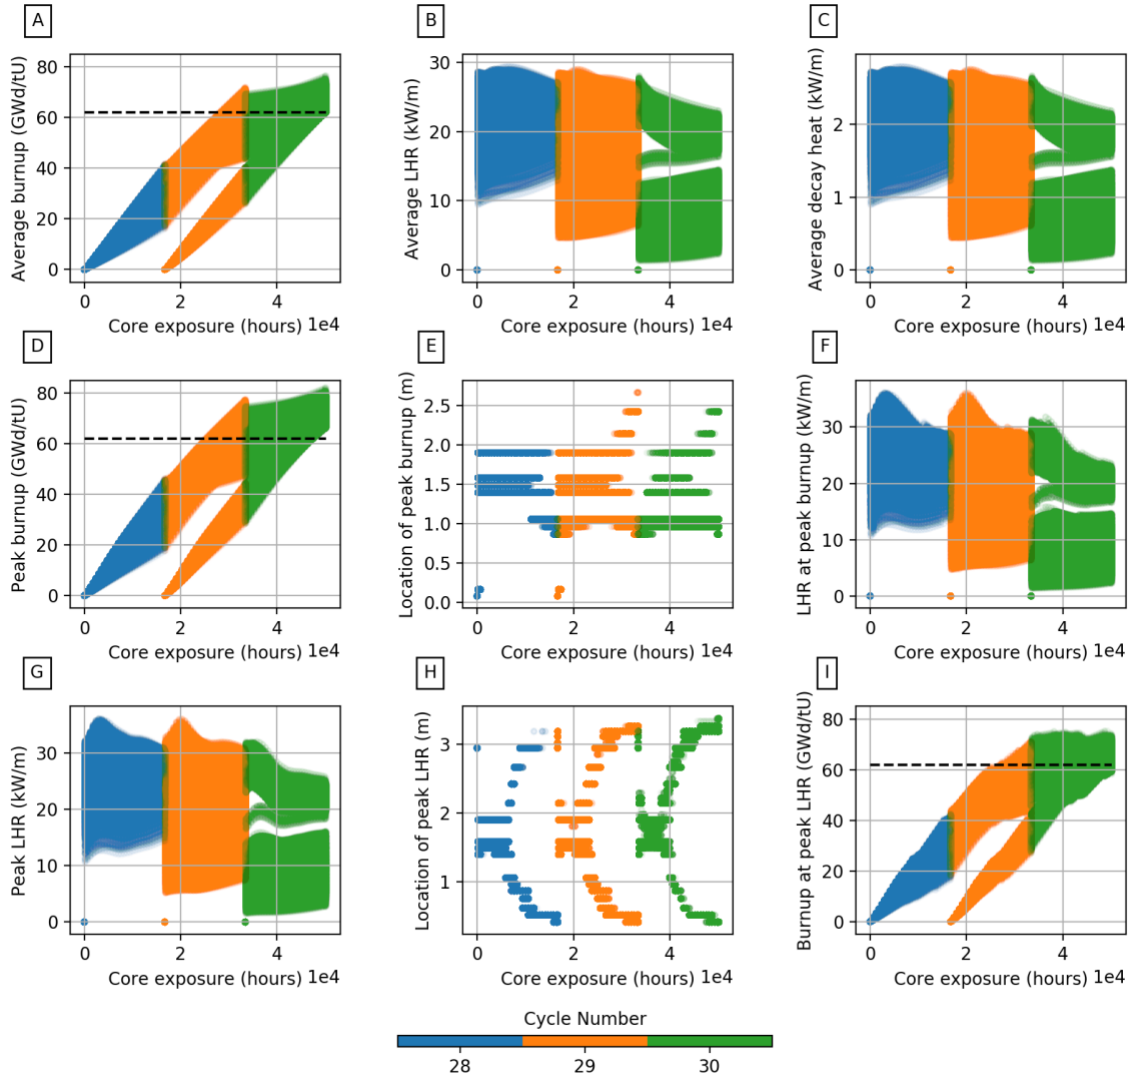 A
B
C
Average burnup (GWd/tU)
80
60
40
20
0
0
2
4
Core exposure (hours)
1e4
Average LHR (kW/m)
30
20
10
0
0
2
4
Core exposure (hours)
1e4
Average decay heat (kW/m)
2
1
0
0
2
4
Core exposure (hours)
1e4
D
E
F
Peak burnup (GWd/tU)
80
60
40
20
0
0
2
4
Core exposure (hours)
1e4
Location of peak burnup (m)
2.5
2.0
1.5
1.0
0.5
0.0
0
2
4
Core exposure (hours)
1e4
LHR at peak burnup (kW/m)
30
20
10
0
0
2
4
Core exposure (hours)
1e4
G
H
I
Peak LHR (kW/m)
30
20
10
0
0
2
4
Core exposure (hours)
1e4
Location of peak LHR (m)
3
2
1
0
2
4
Core exposure (hours)
1e4
Burnup at peak LHR (GWd/tU)
80
60
40
20
0
0
2
4
Core exposure (hours)
1e4
Cycle Number
28
29
30